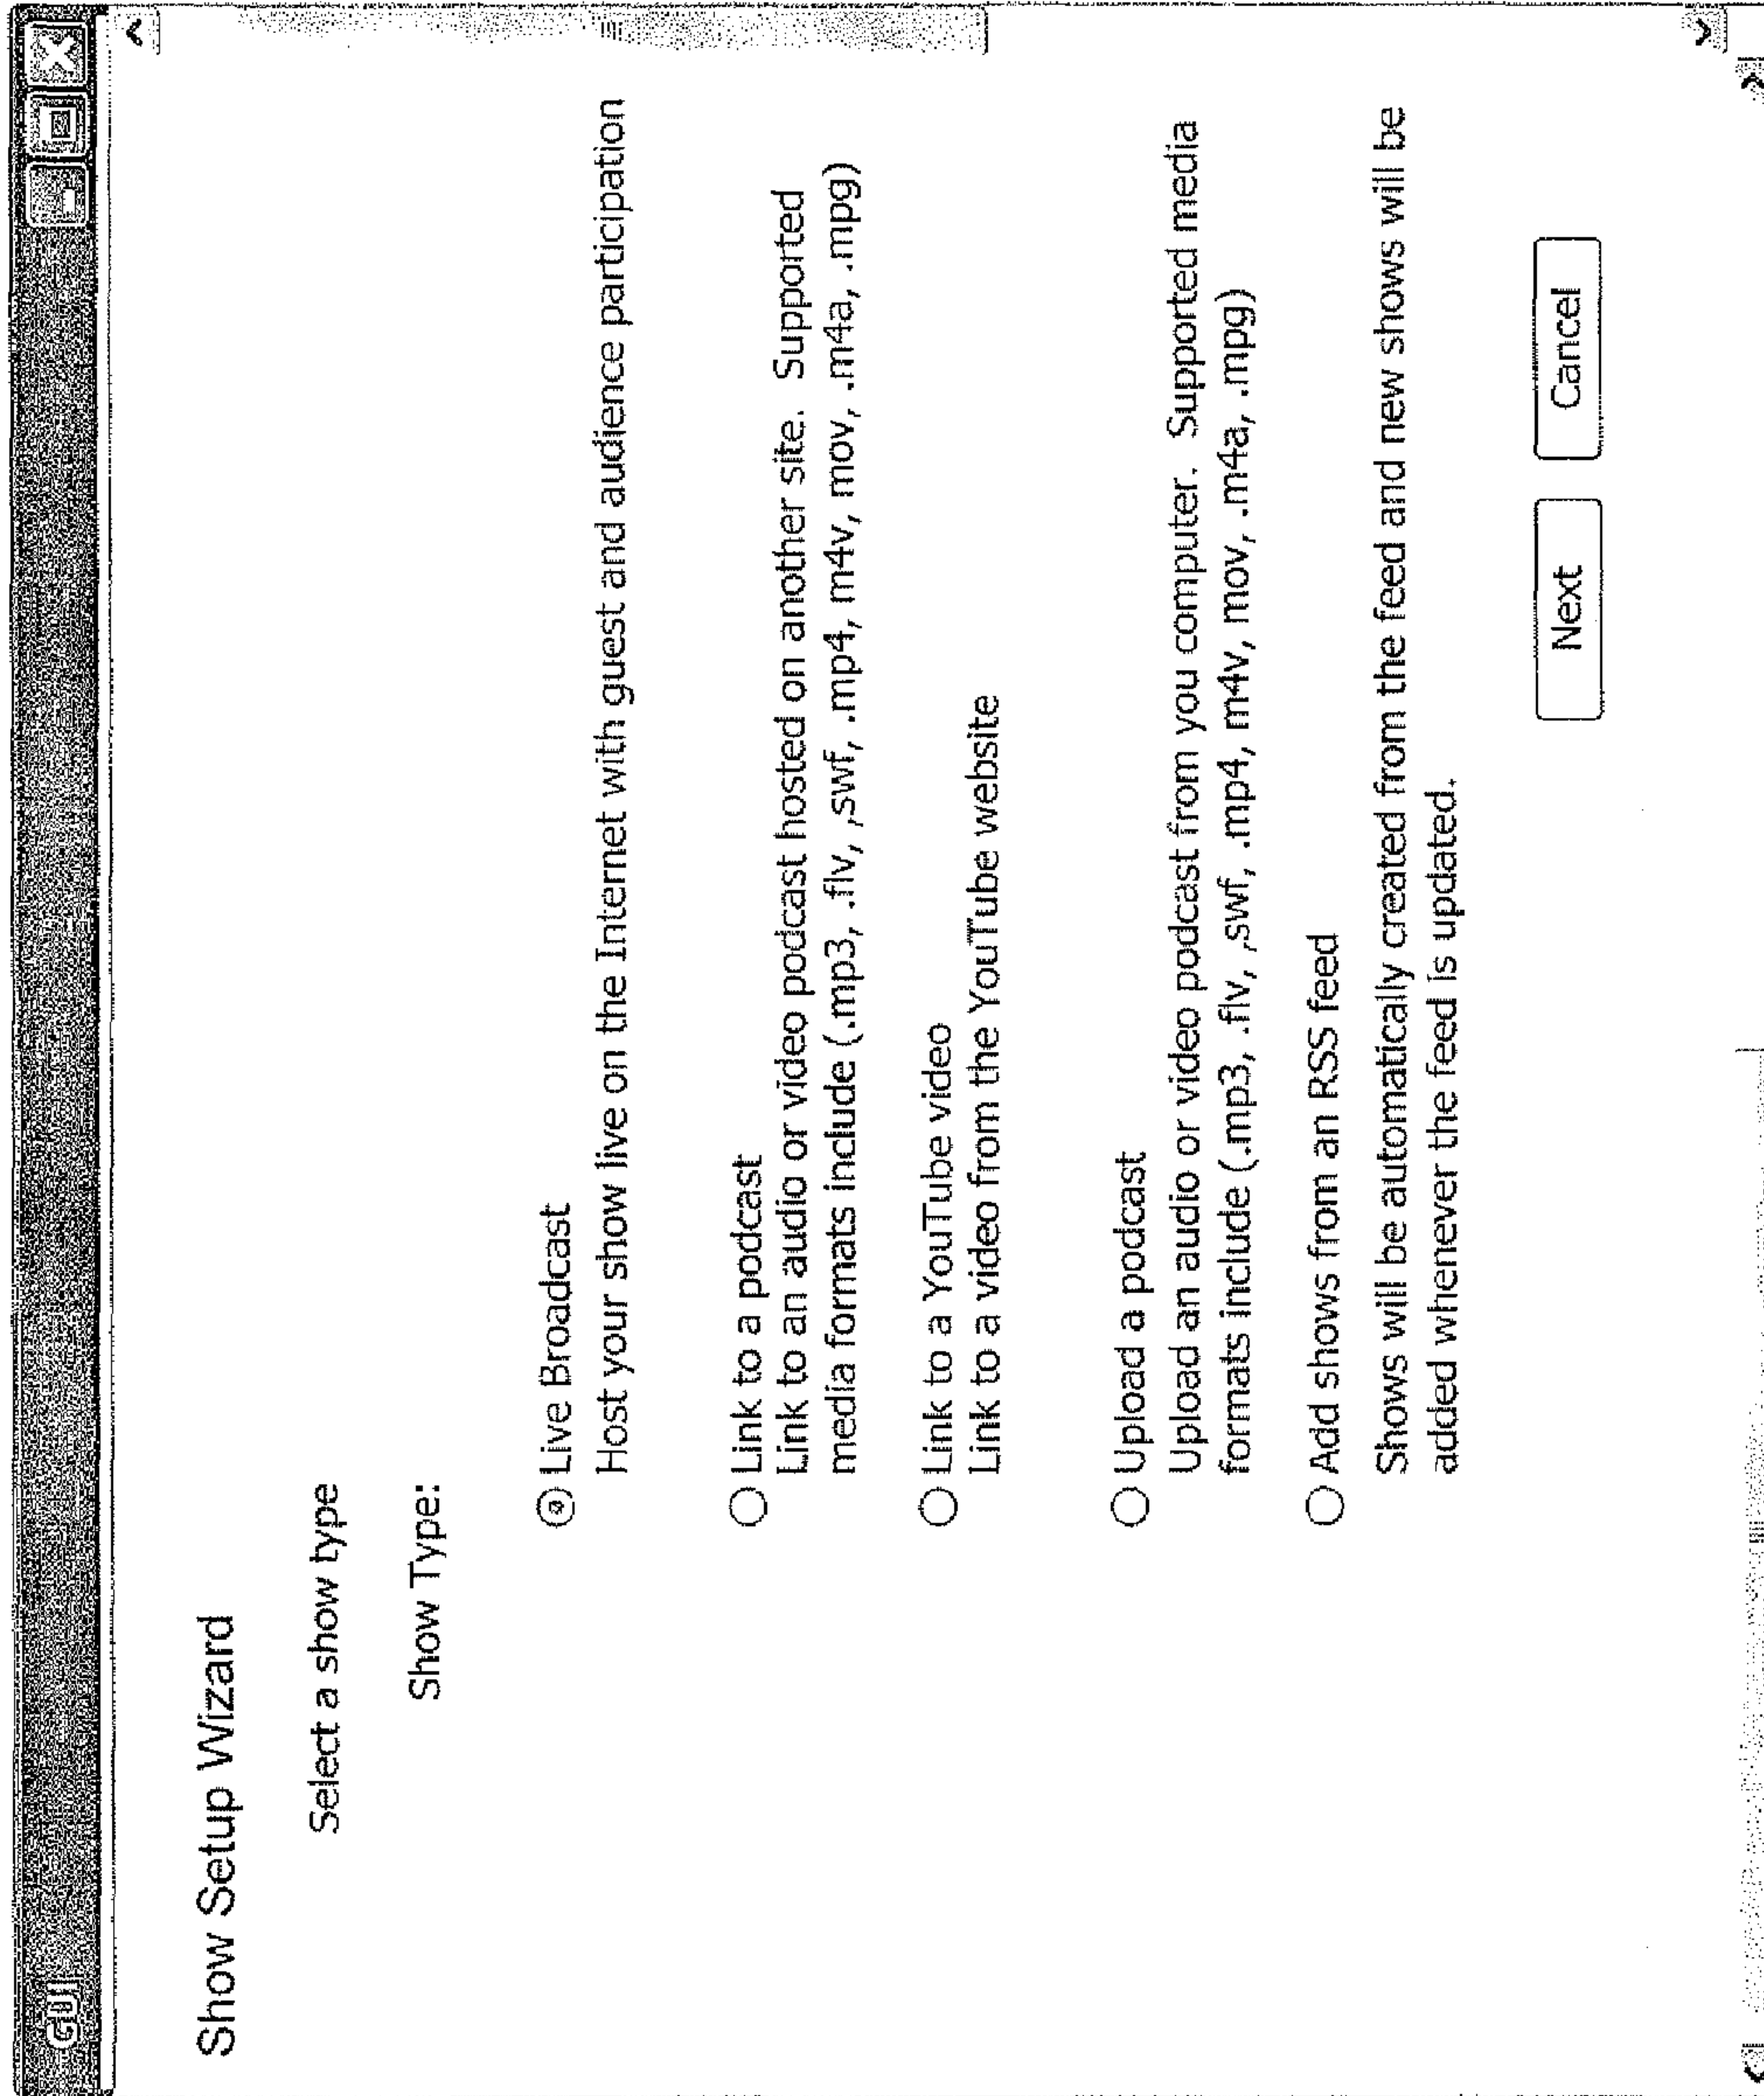 GUI
Show Setup Wizard
Select a show type
Show Type:
Live Broadcast
Host your show live on the Internet with guest and audience participation
Link to a podcast
Link to an audio or video podcast hosted on another site.  Supported
media formats include (.mp3, .flv, ,swf, .mp4, m4v, mov, .m4a, .mpg)
Link to a YouTube video
Link to a video from the YouTube website
Upload a podcast
Upload an audio or video podcast from you computer.  Supported media
formats include (.mp3, .flv, ,swf, .mp4, m4v, mov, .m4a, .mpg)
Add shows from an RSS feed
Shows will be automatically created from the feed and new shows will be
added whenever the feed is updated.
Next
Cancel